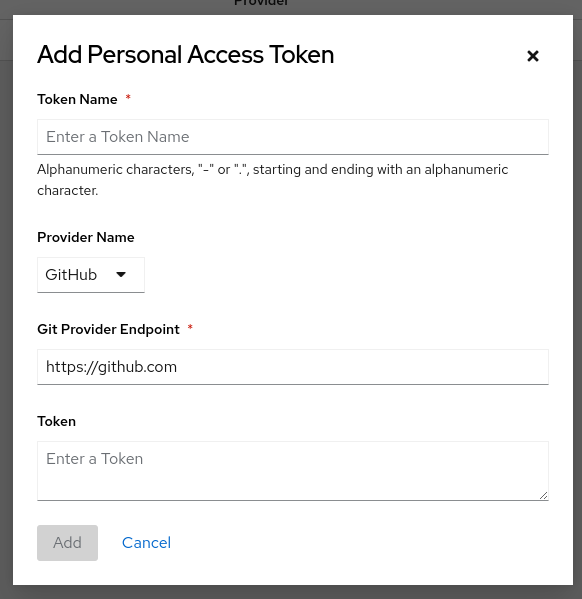 Provider
Add Personal Access Token
Token Name *
Enter a Token Name
Alphanumeric characters, "-" or ".", starting and ending with an alphanumeric
character.
Provider Name
GitHub
Git Provider Endpoint *
https://github.com
Token
Enter a Token
Add Cancel